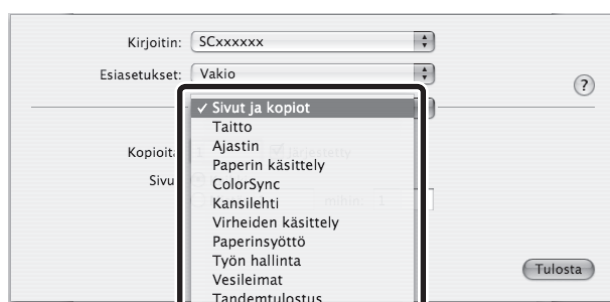 Kirjoitin: SCxxxxxx
Esiasetukset: Vakio
?
✓ Sivut ja kopiot
Taitto
Ajastin
Kopioit
Paperin käsittely
Sivu
ColorSync
Kansilehti
mihin: 1
Virheiden käsittely
Paperinsyöttö
Työn hallinta
Tulosta
Vesileimat
Tandemtulostus